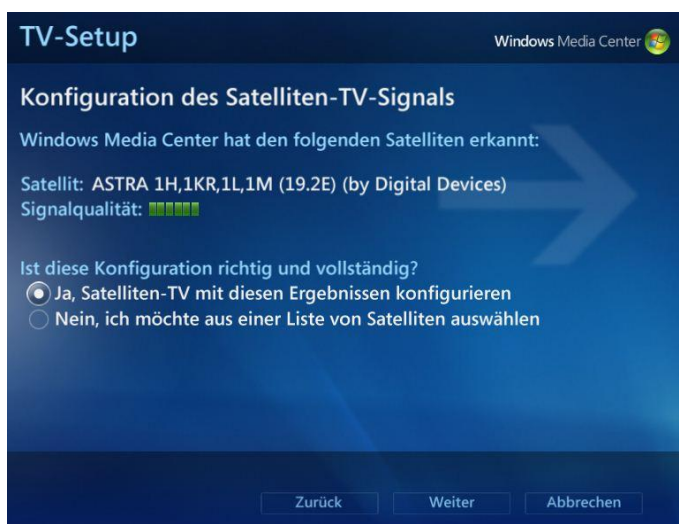 TV-Setup
Windows Media Center
Konfiguration des Satelliten-TV-Signals
Windows Media Center hat den folgenden Satelliten erkannt:
Satellit: ASTRA 1H,1KR,1L,1M (19.2E) (by Digital Devices)
Signalqualität:
Ist diese Konfiguration richtig und vollständig?
Ja, Satelliten-TV mit diesen Ergebnissen konfigurieren
Nein, ich möchte aus einer Liste von Satelliten auswählen
Zurück Weiter Abbrechen